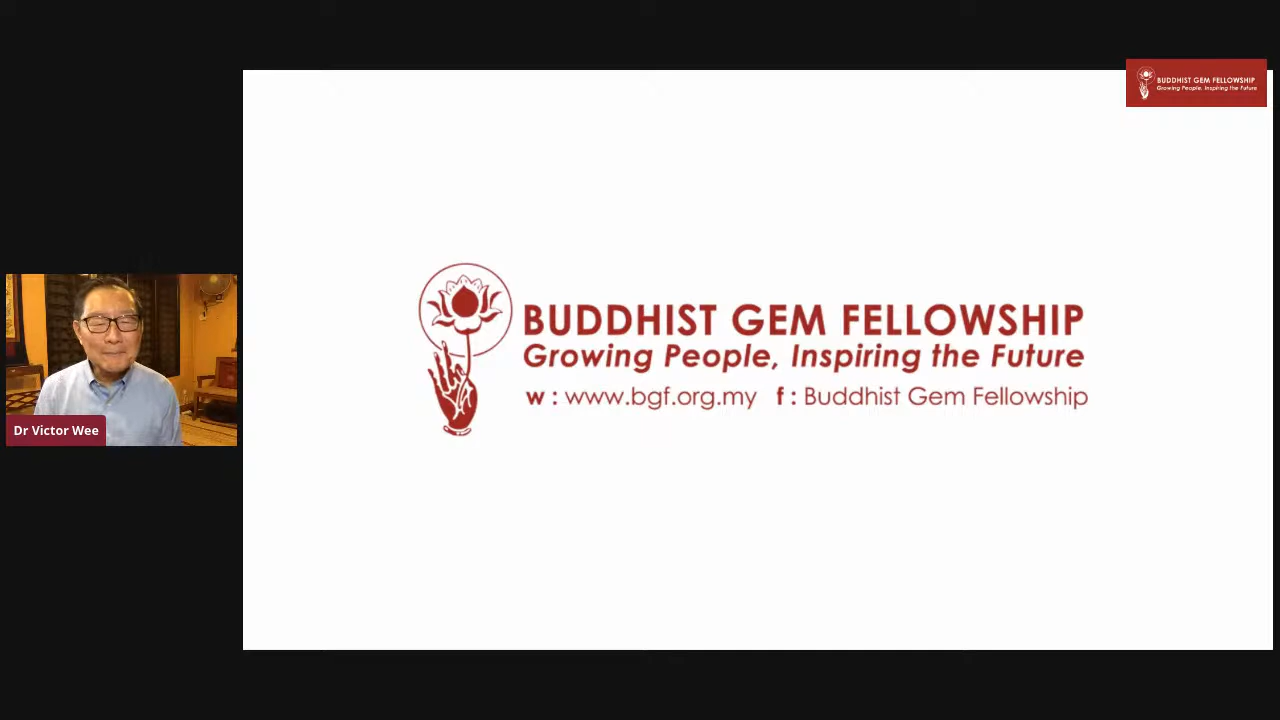 BUDDHIST GEM FELLOWSHIP
Growing People, Inspiring the Future
BUDDHIST GEM FELLOWSHIP
Growing People, Inspiring the Future
w : www.bgf.org.my f : Buddhist Gem Fellowship
Dr Victor Wee